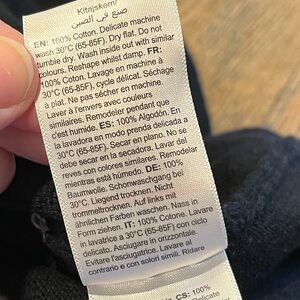 Kitajskem/
صنع في الصين
EN: 100% Cotton. Delicate machine
wash 30°C (65-85F). Dry flat. Do not
tumble dry. Wash inside out with similar
colours. Reshape whilst damp. FR:
100% Coton. Lavage en machine à
30°C (65-85F), cycle délicat. Séchage
à plat. Ne pas sécher en machine.
Laver à l'envers avec des couleurs
similaires. Remodeler pendant que
c'est humide. ES: 100% Algodón. En
la lavadora en modo prenda delicada a
30°C (65-85F). Secar en plano. No se
debe secar en la secadora. Lavar del
reves con colores similares. Remodelar
mientras está húmedo. DE: 100%
Baumwolle. Schonwaschgang bei
30°C. Liegend trocknen. Nicht
trommeltrocknen. Auf links mit
ähnlichen Farben waschen. Nass in
Form ziehen. IT: 100% Cotone. Lavare
in lavatrice a 30°C (65-85F) con ciclo
delicato. Asciugare in orizzontale.
Evitare l'asciugatrice. Lavare al
contrario e con colori simili. Ridare
CS: 100%